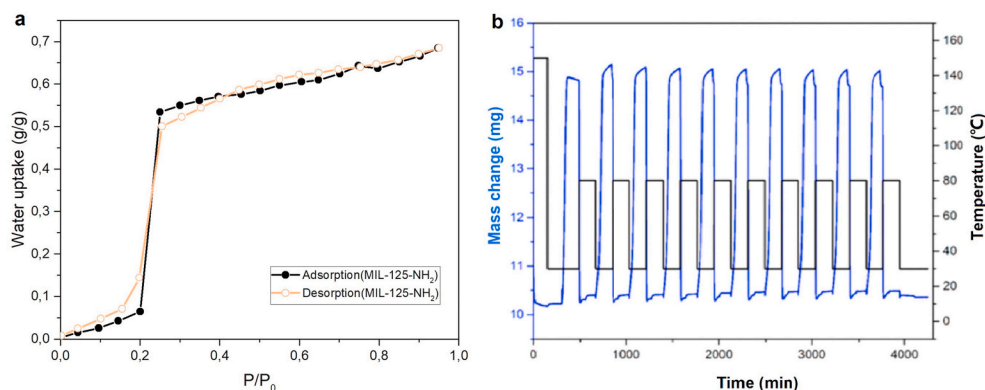 a
Water uptake (g/g)
0,7
0,6
0,5
0,4
0,3
0,2
0,1
0,0
0,0 0,2 0,4 0,6 0,8 1,0
P/P₀
Adsorption(MIL-125-NH₂)
Desorption(MIL-125-NH₂)
b
Mass change (mg)
16
15
14
13
12
11
10
0 1000 2000 3000 4000
Time (min)
160
140
120
100
80
60
40
20
0
Temperature (℃)